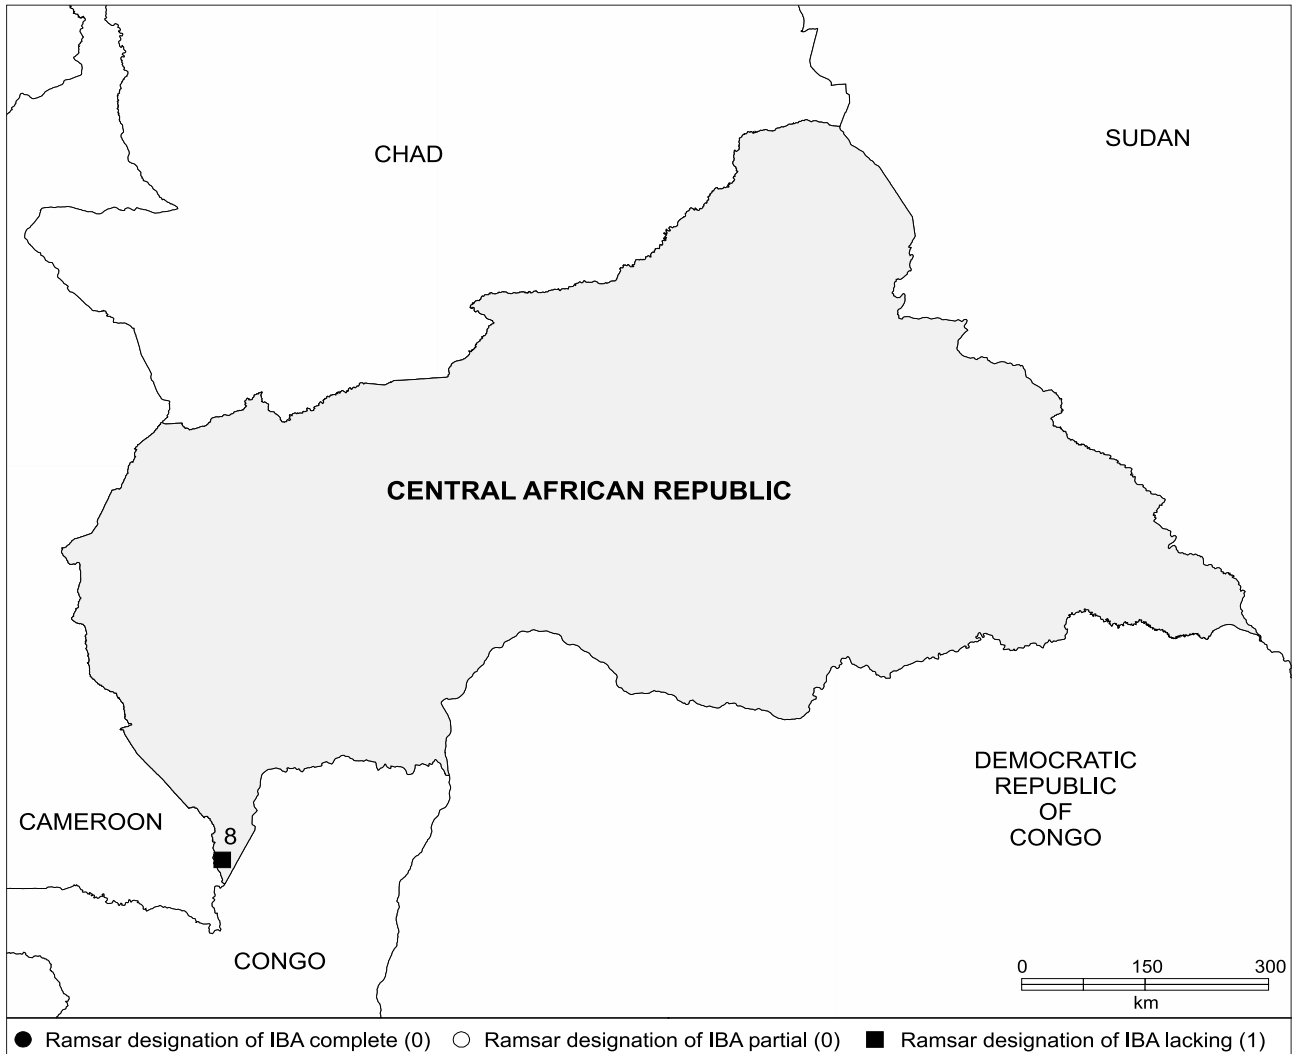 CHAD
SUDAN
CENTRAL AFRICAN REPUBLIC
DEMOCRATIC
REPUBLIC
OF
CONGO
CAMEROON
8
CONGO
0 150 300
km
Ramsar designation of IBA complete (0) Ramsar designation of IBA partial (0) Ramsar designation of IBA lacking (1)